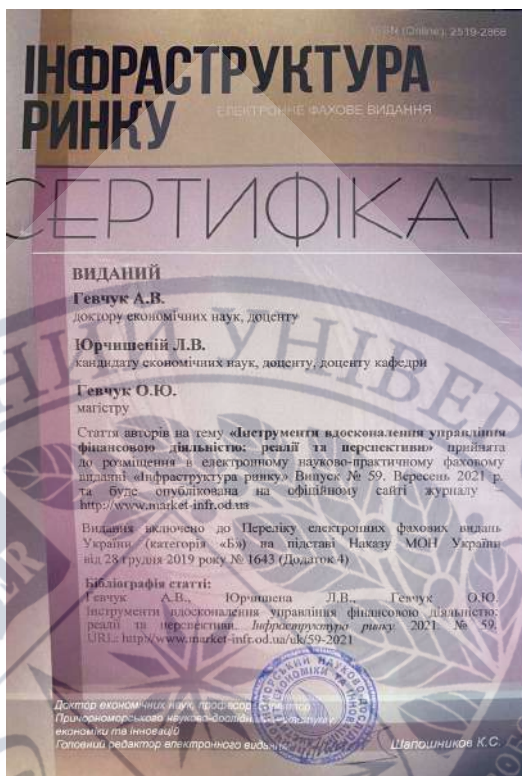 ISSN (Online): 2519-2868
ІНФРАСТРУКТУРА
РИНКУ
ЕЛЕКТРОННЕ ФАХОВЕ ВИДАННЯ
СЕРТИФІКАТ
ВИДАНИЙ
Гевчук А.В.
доктору економічних наук, доценту
Юрчишеній Л.В.
кандидату економічних наук, доценту, доценту кафедри
Гевчук О.Ю.
магістру
Стаття авторів на тему «Інструменти вдосконалення управління
фінансовою діяльністю: реалії та перспективи» прийнята
до розміщення в електронному науково-практичному фаховому
виданні «Інфраструктура ринку» Випуск № 59. Вересень 2021 р.
та буде опублікована на офіційному сайті журналу –
http://www.market-infr.od.ua
Видання включено до Переліку електронних фахових видань
України (категорія «Б») на підставі Наказу МОН України
від 28 грудня 2019 року № 1643 (Додаток 4)
Бібліографія статті:
Гевчук А.В., Юрчишена Л.В., Гевчук О.Ю.
Інструменти вдосконалення управління фінансовою діяльністю:
реалії та перспективи. Інфраструктура ринку. 2021. № 59.
URL: http://www.market-infr.od.ua/uk/59-2021
Доктор економічних наук, професор,
Причорноморського науково-дослідного
економіки та інновацій
Головний редактор електронного видання
Шапошников К.С.